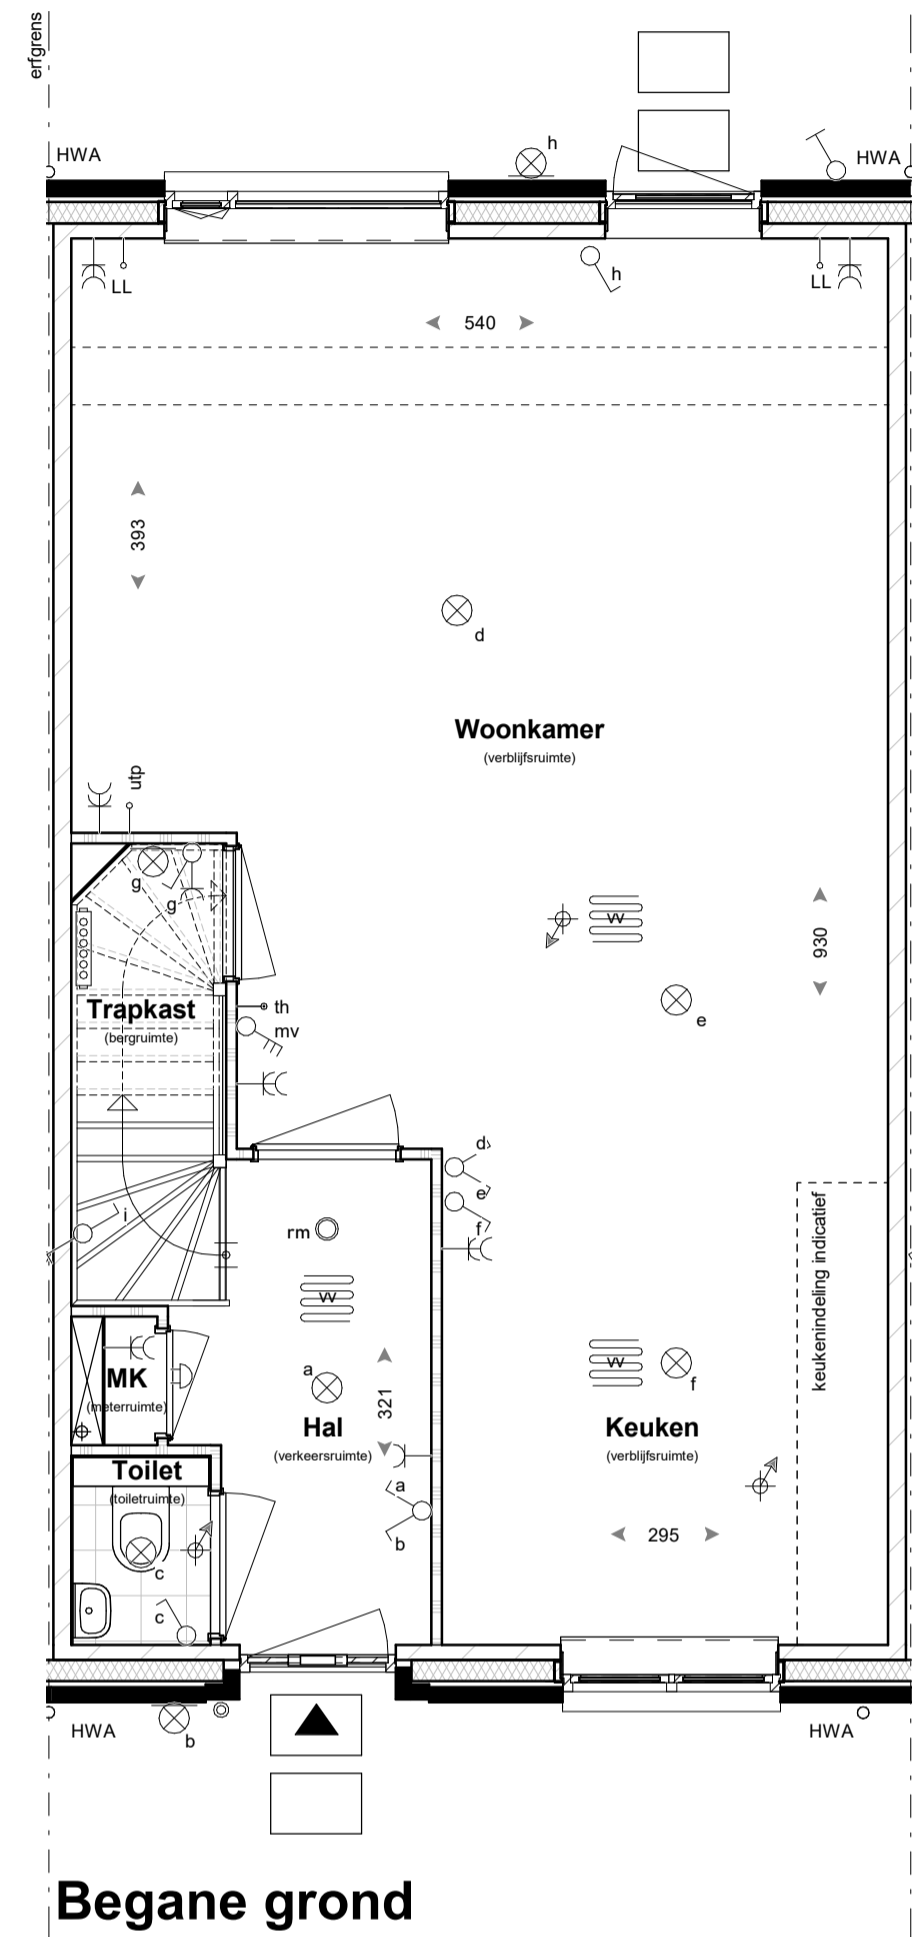 erfgrens
HWA
h
HWA
LL
h
LL
540
393
d
Woonkamer
(verblijfsruimte)
utp
g
g
VV
930
e
Trapkast
(bergruimte)
th
mv
d
e
f
i
rm
VV
keukenindeling indicatief
VV
f
MK
(meterruimte)
a
321
Hal
(verkeersruimte)
Keuken
(verblijfsruimte)
Toilet
(toiletruimte)
a
b
295
c
c
HWA
b
HWA
Begane grond